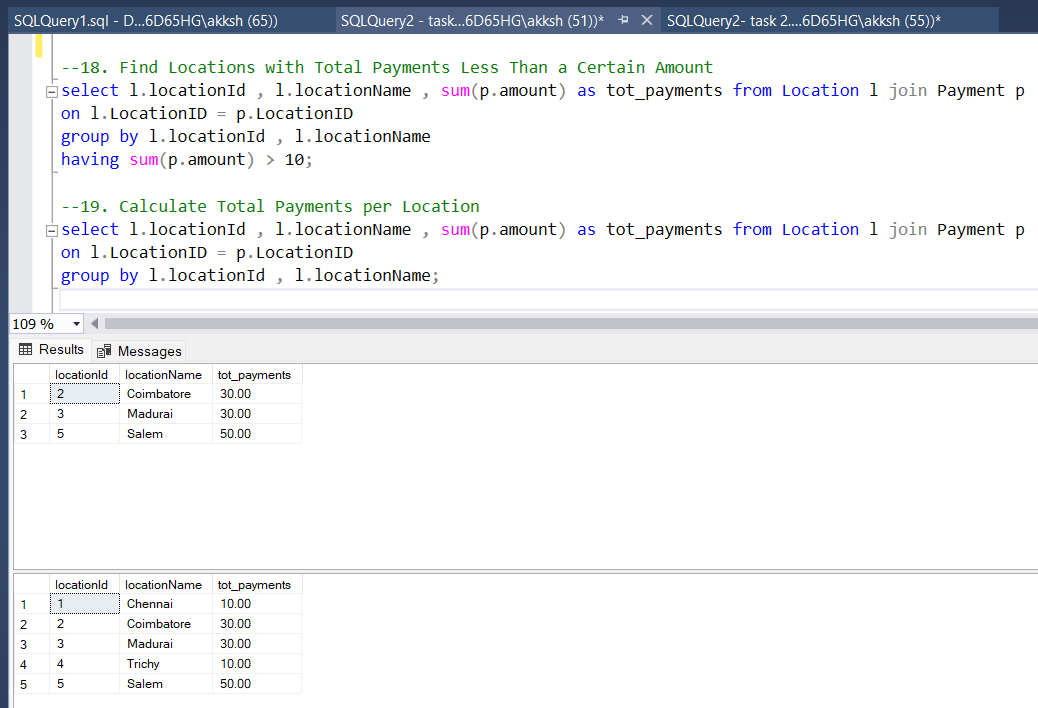 SQLQuery1.sql - D...6D65HG\akksh (65))
SQLQuery2 - task...6D65HG\akksh (51))*
SQLQuery2- task 2....6D65HG\akksh (55))*
--18. Find Locations with Total Payments Less Than a Certain Amount
select l.locationId , l.locationName , sum(p.amount) as tot_payments from Location l join Payment p
on l.LocationID = p.LocationID
group by l.locationId , l.locationName
having sum(p.amount) > 10;
--19. Calculate Total Payments per Location
select l.locationId , l.locationName , sum(p.amount) as tot_payments from Location l join Payment p
on l.LocationID = p.LocationID
group by l.locationId , l.locationName;
109 %
Results Messages
locationId locationName tot_payments
1 2 Coimbatore 30.00
2 3 Madurai 30.00
3 5 Salem 50.00
locationId locationName tot_payments
1 1 Chennai 10.00
2 2 Coimbatore 30.00
3 3 Madurai 30.00
4 4 Trichy 10.00
5 5 Salem 50.00